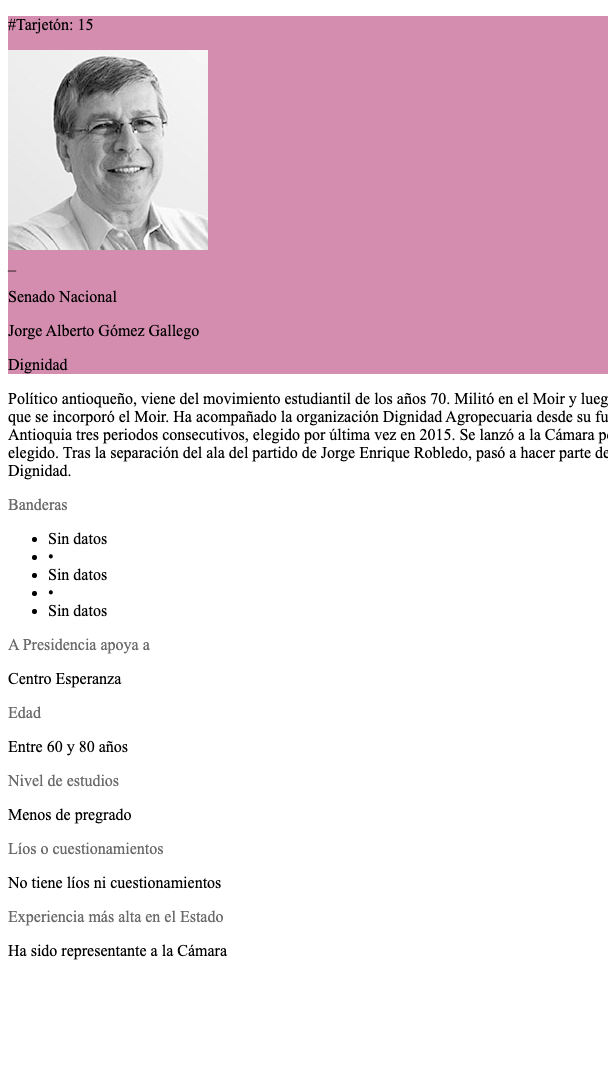 #Tarjetón: 15
_
Senado Nacional
Jorge Alberto Gómez Gallego
Dignidad
Político antioqueño, viene del movimiento estudiantil de los años 70. Militó en el Moir y lueg
que se incorporó el Moir. Ha acompañado la organización Dignidad Agropecuaria desde su fu
Antioquia tres periodos consecutivos, elegido por última vez en 2015. Se lanzó a la Cámara p
elegido. Tras la separación del ala del partido de Jorge Enrique Robledo, pasó a hacer parte de
Dignidad.
Banderas
• Sin datos
• •
• Sin datos
• •
• Sin datos
A Presidencia apoya a
Centro Esperanza
Edad
Entre 60 y 80 años
Nivel de estudios
Menos de pregrado
Líos o cuestionamientos
No tiene líos ni cuestionamientos
Experiencia más alta en el Estado
Ha sido representante a la Cámara